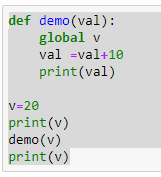 def demo(val):
    global v
    val =val+10
    print(val)

v=20
print(v)
demo(v)
print(v)